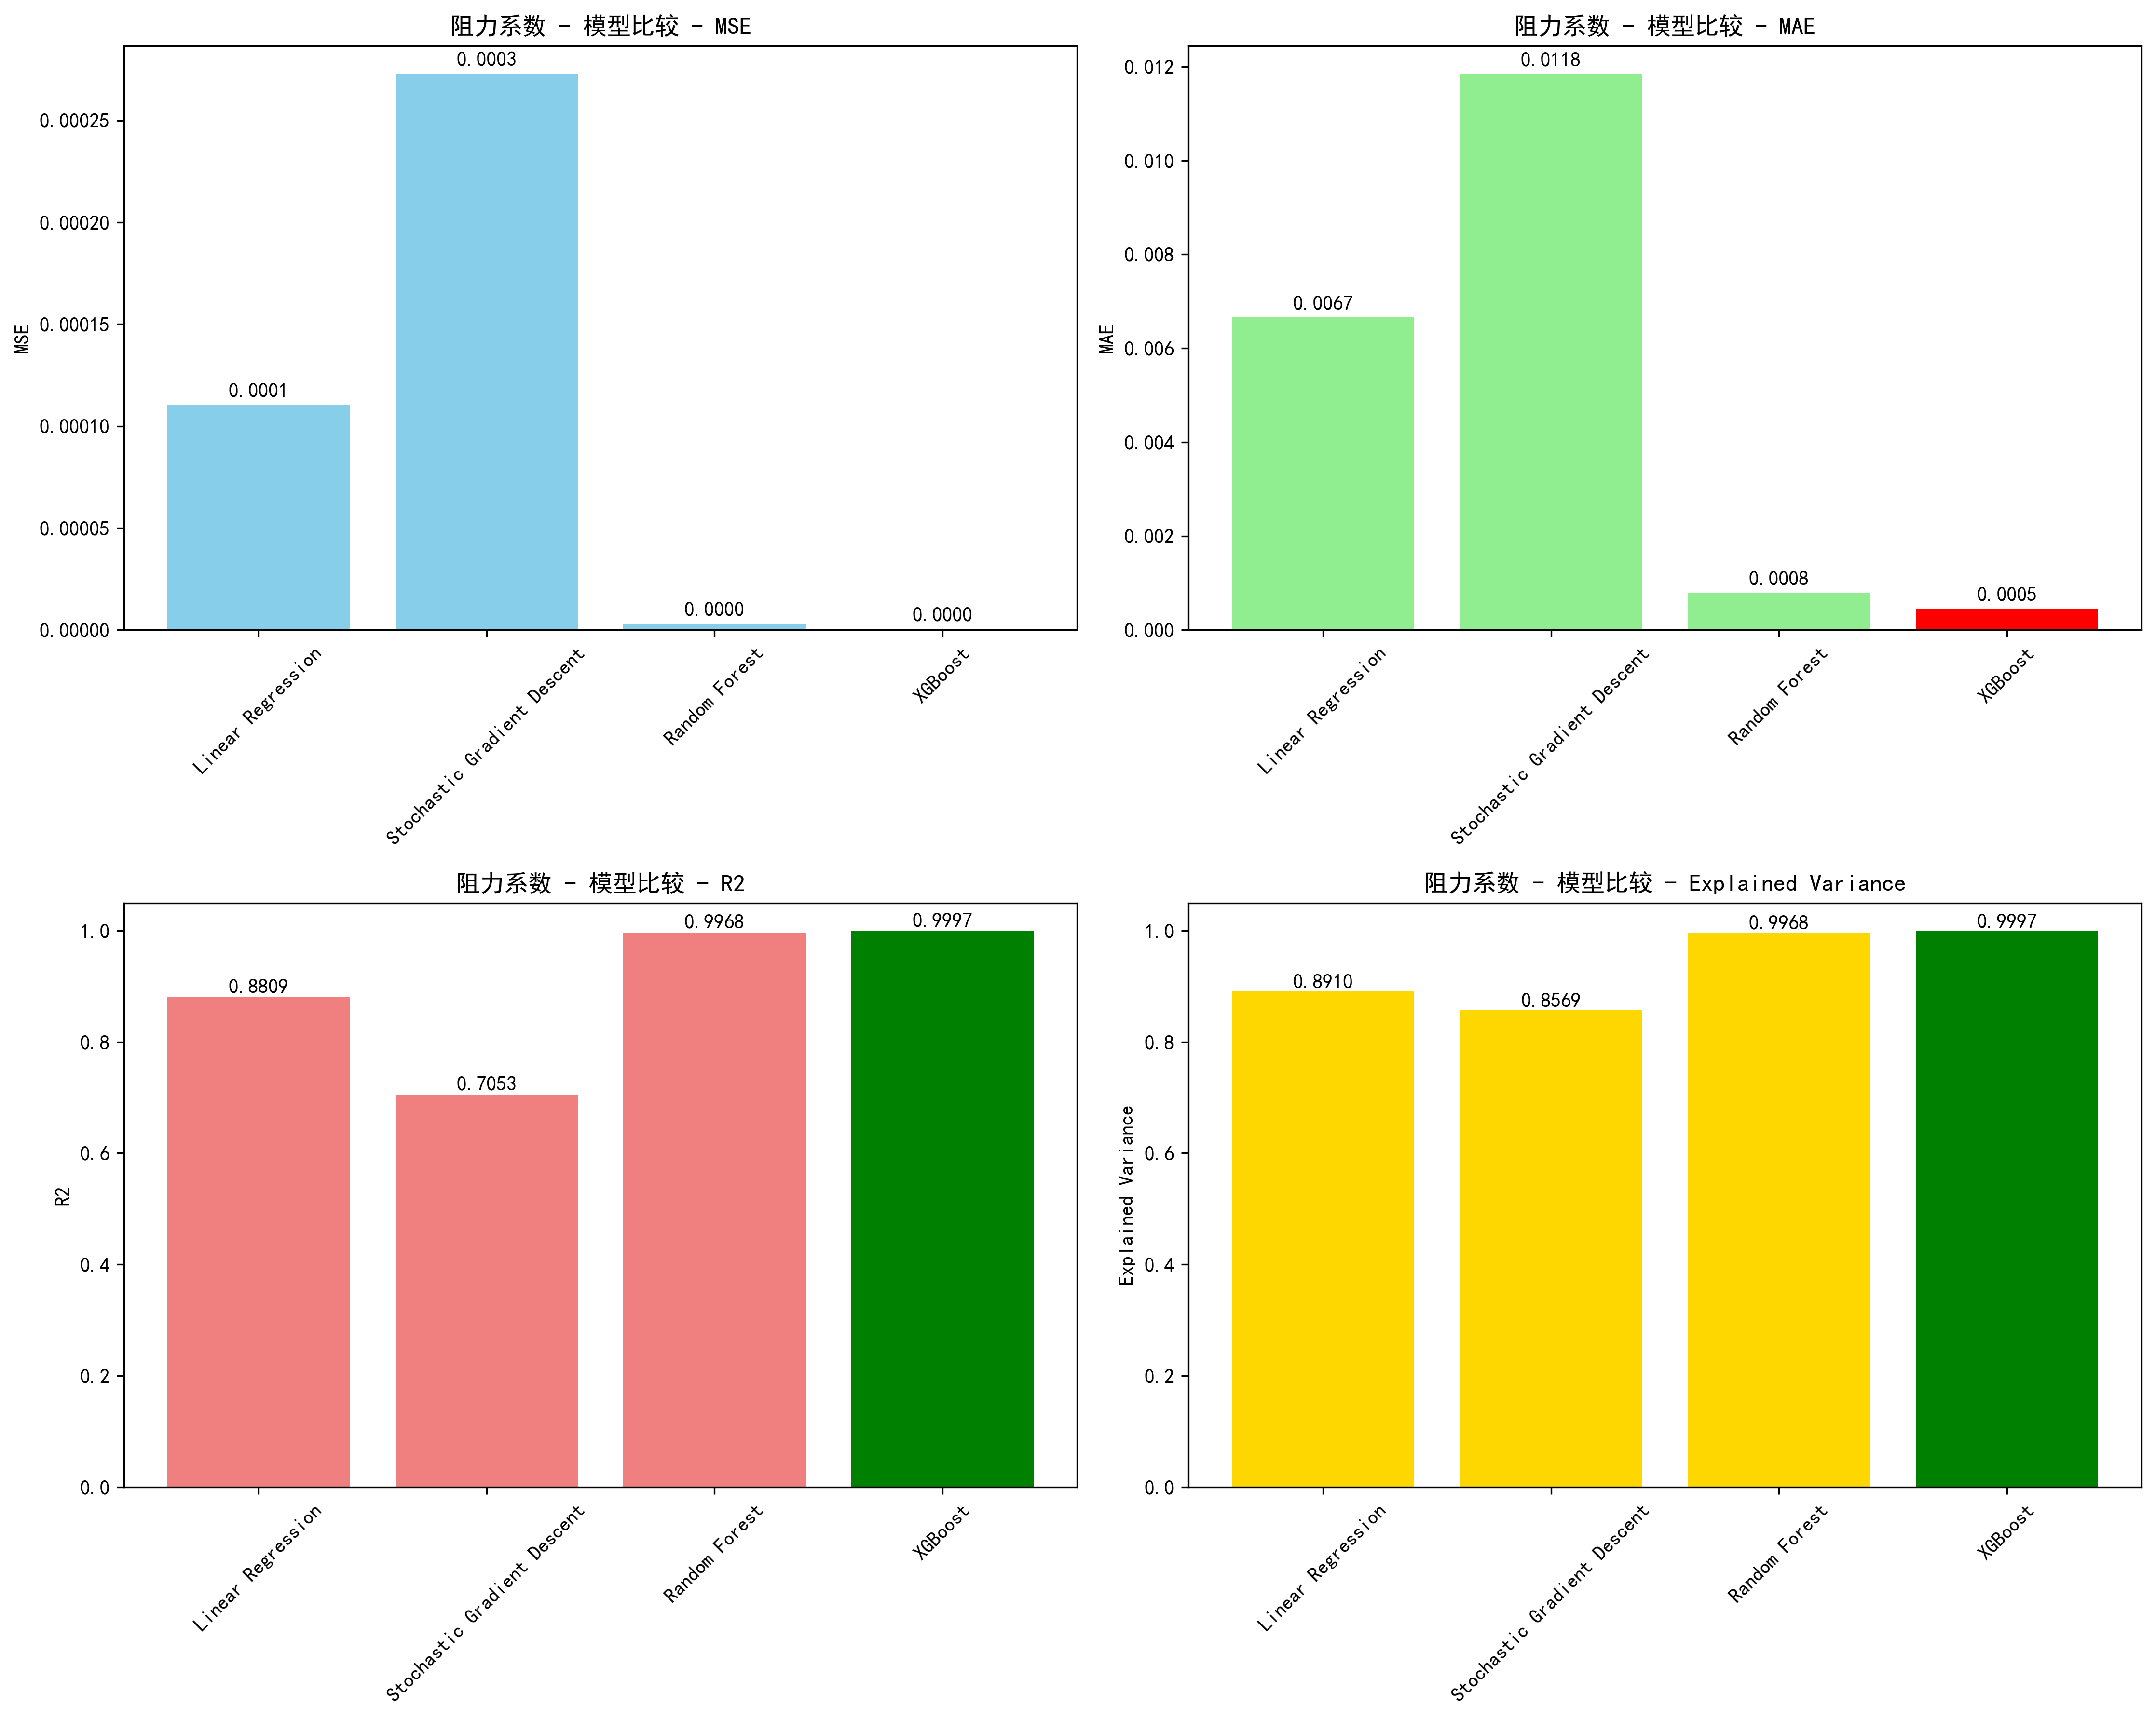 阻力系数 - 模型比较 - MSE
MSE
0.00025
0.00020
0.00015
0.00010
0.00005
0.00000
0.0001
0.0003
0.0000
0.0000
Linear Regression
Stochastic Gradient Descent
Random Forest
XGBoost
阻力系数 - 模型比较 - MAE
MAE
0.012
0.010
0.008
0.006
0.004
0.002
0.000
0.0067
0.0118
0.0008
0.0005
Linear Regression
Stochastic Gradient Descent
Random Forest
XGBoost
阻力系数 - 模型比较 - R2
R2
1.0
0.8
0.6
0.4
0.2
0.0
0.8809
0.7053
0.9968
0.9997
Linear Regression
Stochastic Gradient Descent
Random Forest
XGBoost
阻力系数 - 模型比较 - Explained Variance
Explained Variance
1.0
0.8
0.6
0.4
0.2
0.0
0.8910
0.8569
0.9968
0.9997
Linear Regression
Stochastic Gradient Descent
Random Forest
XGBoost